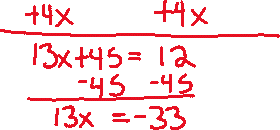 +4x +4x
13x+45 = 12
-45 -45
13x = -33